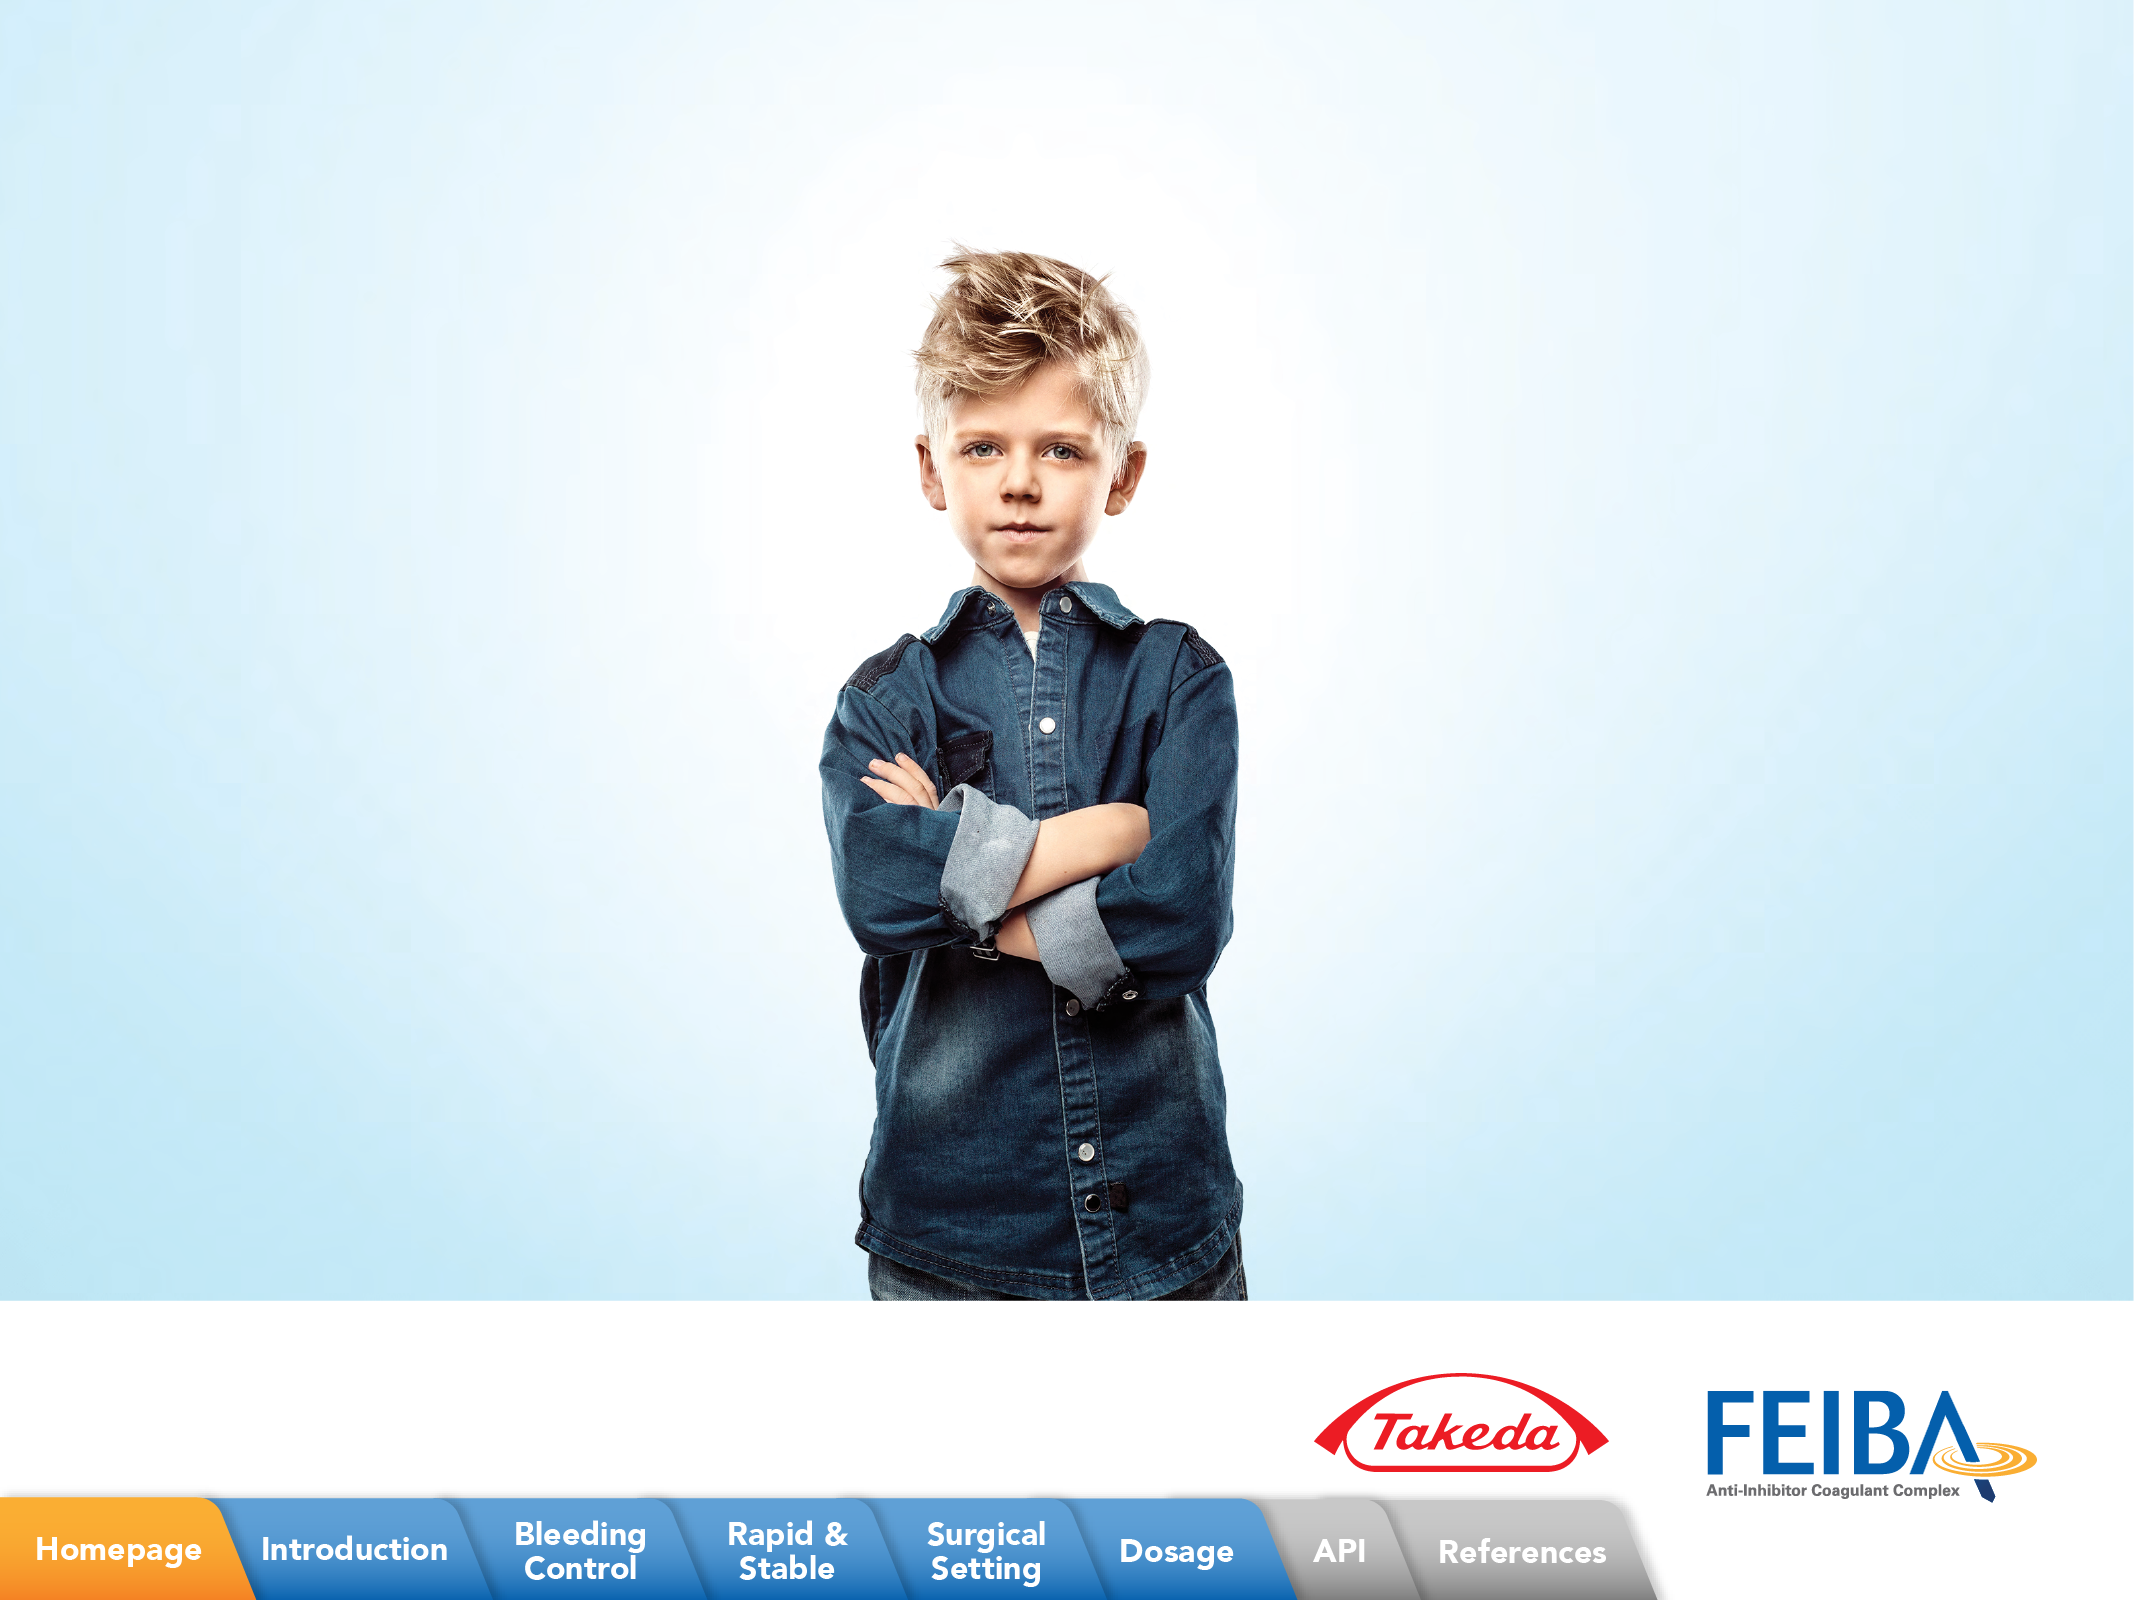 Takeda
FEIBA
Anti-Inhibitor Coagulant Complex
Homepage
Introduction
Bleeding
Control
Rapid &
Stable
Surgical
Setting
Dosage
API
References